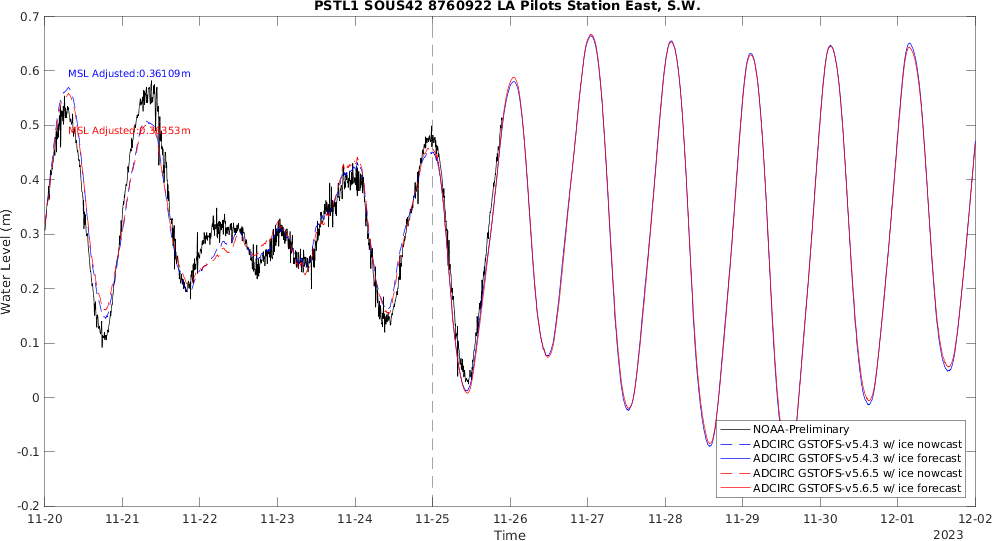 PSTL1 SOUS42 8760922 LA Pilots Station East, S.W.
0.7
0.6
0.5
0.4
0.3
0.2
0.1
0
-0.1
-0.2
Water Level (m)
MSL Adjusted:0.36109m
MSL Adjusted:0.36353m
NOAA-Preliminary
ADCIRC GSTOFS-v5.4.3 w/ ice nowcast
ADCIRC GSTOFS-v5.4.3 w/ ice forecast
ADCIRC GSTOFS-v5.6.5 w/ ice nowcast
ADCIRC GSTOFS-v5.6.5 w/ ice forecast
11-20 11-21 11-22 11-23 11-24 11-25 11-26 11-27 11-28 11-29 11-30 12-01 12-02
Time
2023